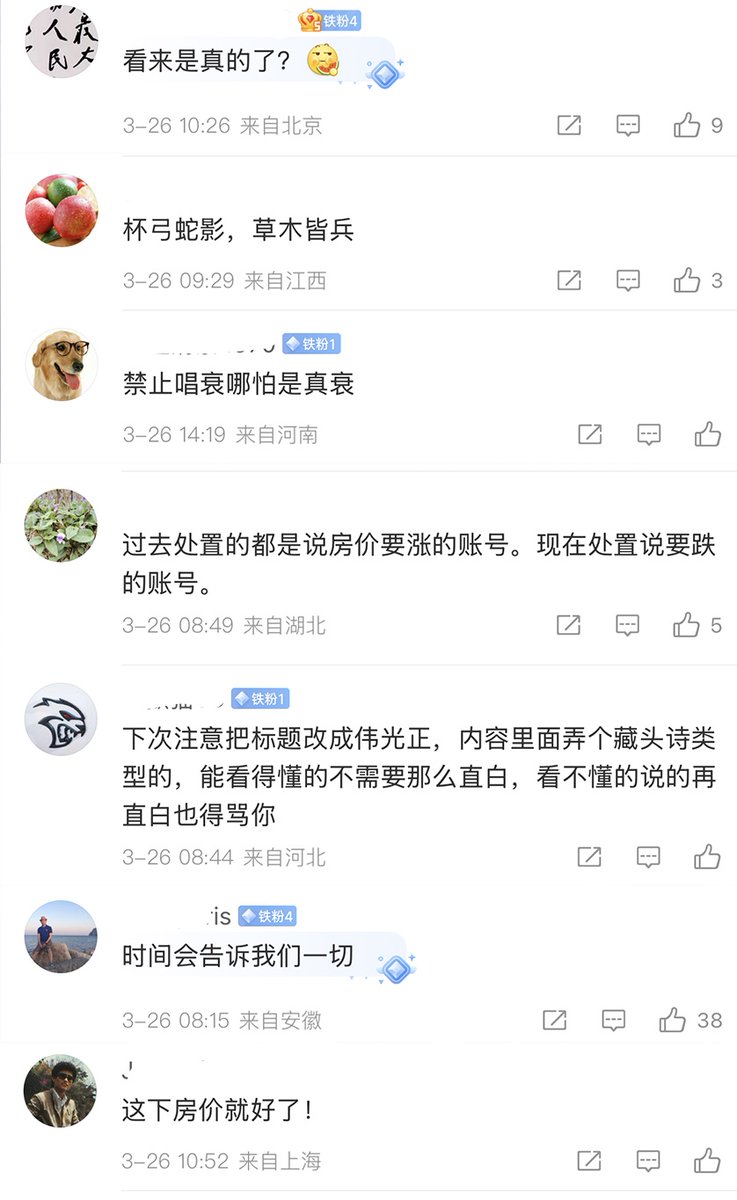 铁粉4
看来是真的了？
3-26 10:26 来自北京
9
杯弓蛇影，草木皆兵
3-26 09:29 来自江西
3
铁粉1
禁止唱衰哪怕是真衰
3-26 14:19 来自河南
过去处置的都是说房价要涨的账号。现在处置说要跌
的账号。
3-26 08:49 来自湖北
5
铁粉1
下次注意把标题改成伟光正，内容里面弄个藏头诗类
型的，能看得懂的不需要那么直白，看不懂的说的再
直白也得骂你
3-26 08:44 来自河北
is 铁粉4
时间会告诉我们一切
3-26 08:15 来自安徽
38
这下房价就好了！
3-26 10:52 来自上海